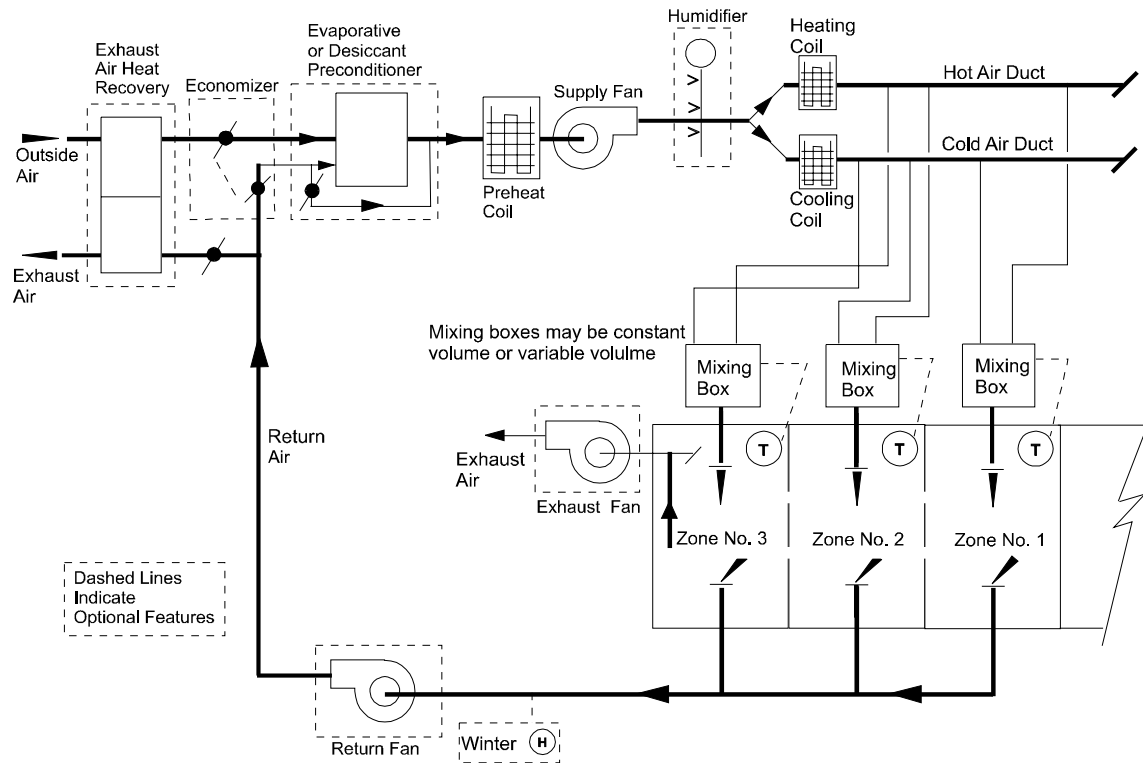 Humidifier
Evaporative
or Desiccant
Preconditioner
Heating
Coil
Exhaust
Air Heat
Recovery
Economizer
Supply Fan
Hot Air Duct
Outside
Air
Cold Air Duct
Preheat
Coil
Cooling
Coil
Exhaust
Air
Mixing boxes may be constant
volume or variable volulme
Mixing
Box
Mixing
Box
Mixing
Box
T
T
T
Return
Air
Exhaust
Air
Exhaust Fan
Zone No. 3
Zone No. 2
Zone No. 1
Dashed Lines
Indicate
Optional Features
Return Fan
Winter H